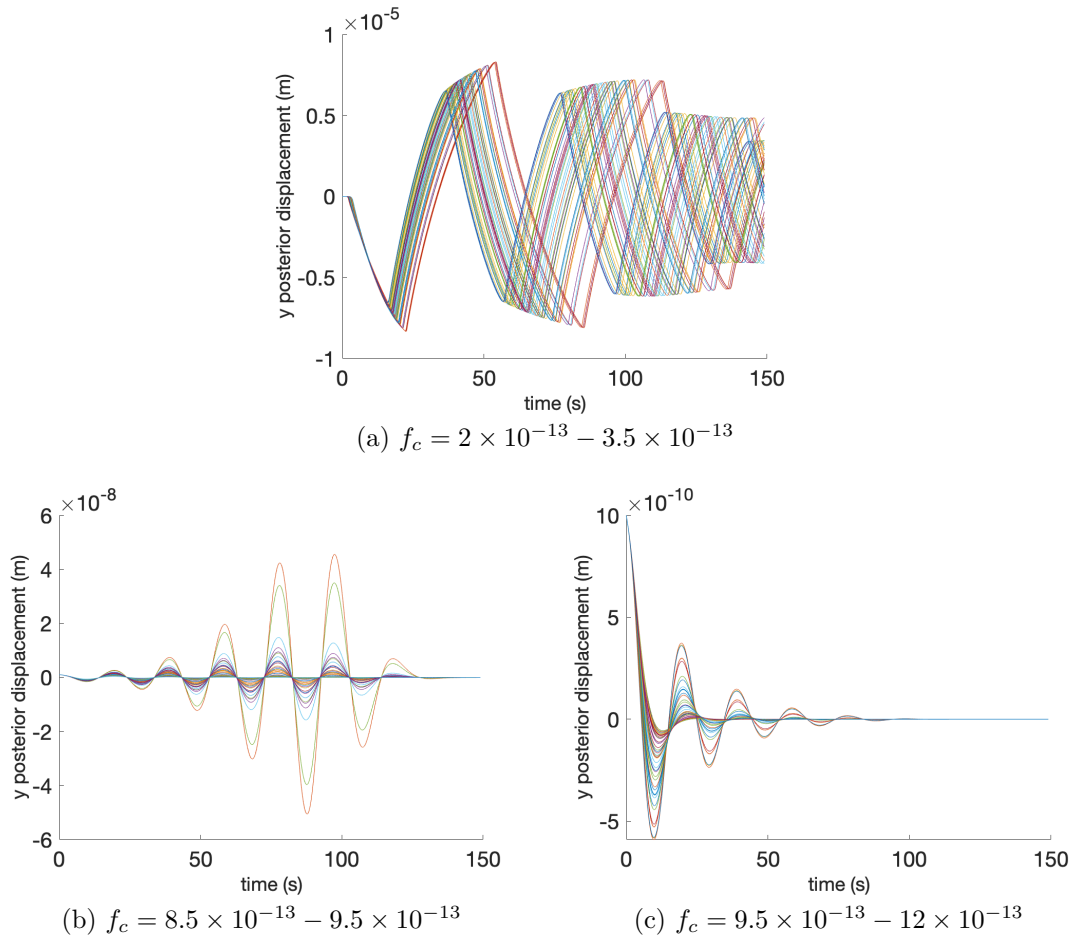 ×10⁻⁵
1
0.5
0
-0.5
-1
y posterior displacement (m)
0 50 100 150
time (s)
(a) f_c = 2 × 10⁻¹³ − 3.5 × 10⁻¹³
×10⁻⁸
6
4
2
0
-2
-4
-6
y posterior displacement (m)
0 50 100 150
time (s)
(b) f_c = 8.5 × 10⁻¹³ − 9.5 × 10⁻¹³
×10⁻¹⁰
10
5
0
-5
y posterior displacement (m)
0 50 100 150
time (s)
(c) f_c = 9.5 × 10⁻¹³ − 12 × 10⁻¹³